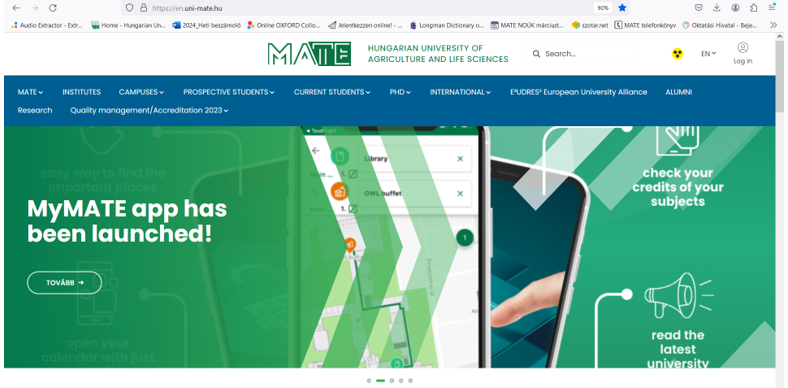 https://en.uni-mate.hu
90%
Audio Extractor - Extr...
Home - Hungarian Un...
2024_Heti beszámoló
Online OXFORD Collo...
Jelentkezzen online! - ...
Longman Dictionary o...
MATE NOÜK márciust...
szotar.net
MATE telefonkönyv
Oktatási Hivatal - Beje...
MATE
HUNGARIAN UNIVERSITY OF
AGRICULTURE AND LIFE SCIENCES
Search...
EN
Log in
MATE
INSTITUTES
CAMPUSES
PROSPECTIVE STUDENTS
CURRENT STUDENTS
PHD
INTERNATIONAL
E³UDRES² European University Alliance
ALUMNI
Research
Quality management/Accreditation 2023
TestFlight
Library
Main ...
1.
OWL buffet
1.
1
easy way to find the
important places
MyMATE app has
been launched!
TOVÁBB
open your
calendar with just
check your
credits of your
subjects
read the
latest
university